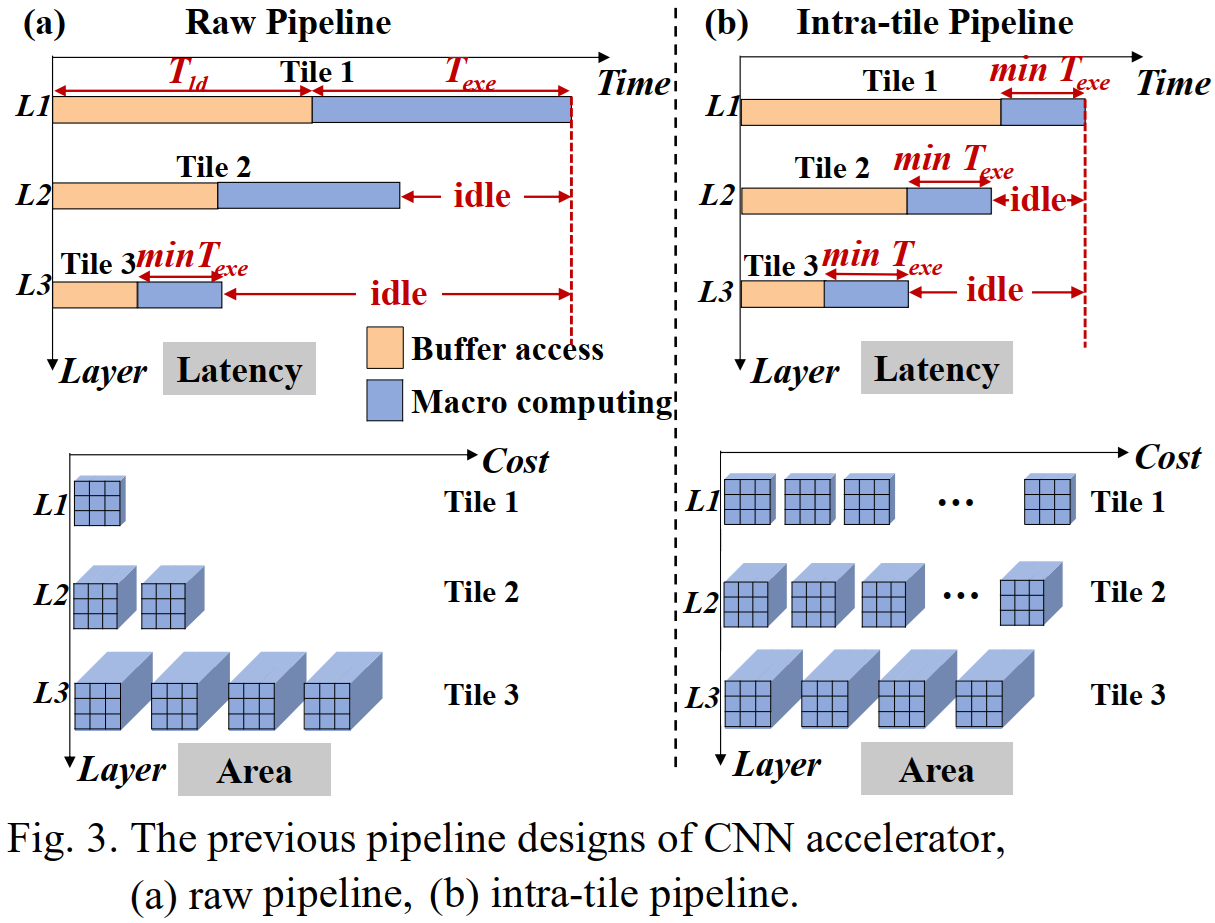 (a) Raw Pipeline
T_ld Tile 1 T_exe Time
L1
Tile 2
L2 idle
Tile 3 minT_exe
L3 idle
Buffer access
Layer Latency
Macro computing
Cost
L1 Tile 1
L2 Tile 2
L3 Tile 3
Layer Area
(b) Intra-tile Pipeline
Tile 1 min T_exe Time
L1
Tile 2 min T_exe
L2 idle
Tile 3 min T_exe
L3 idle
Layer Latency
Cost
L1 ... Tile 1
L2 ... Tile 2
L3 Tile 3
Layer Area
Fig. 3. The previous pipeline designs of CNN accelerator,
(a) raw pipeline, (b) intra-tile pipeline.